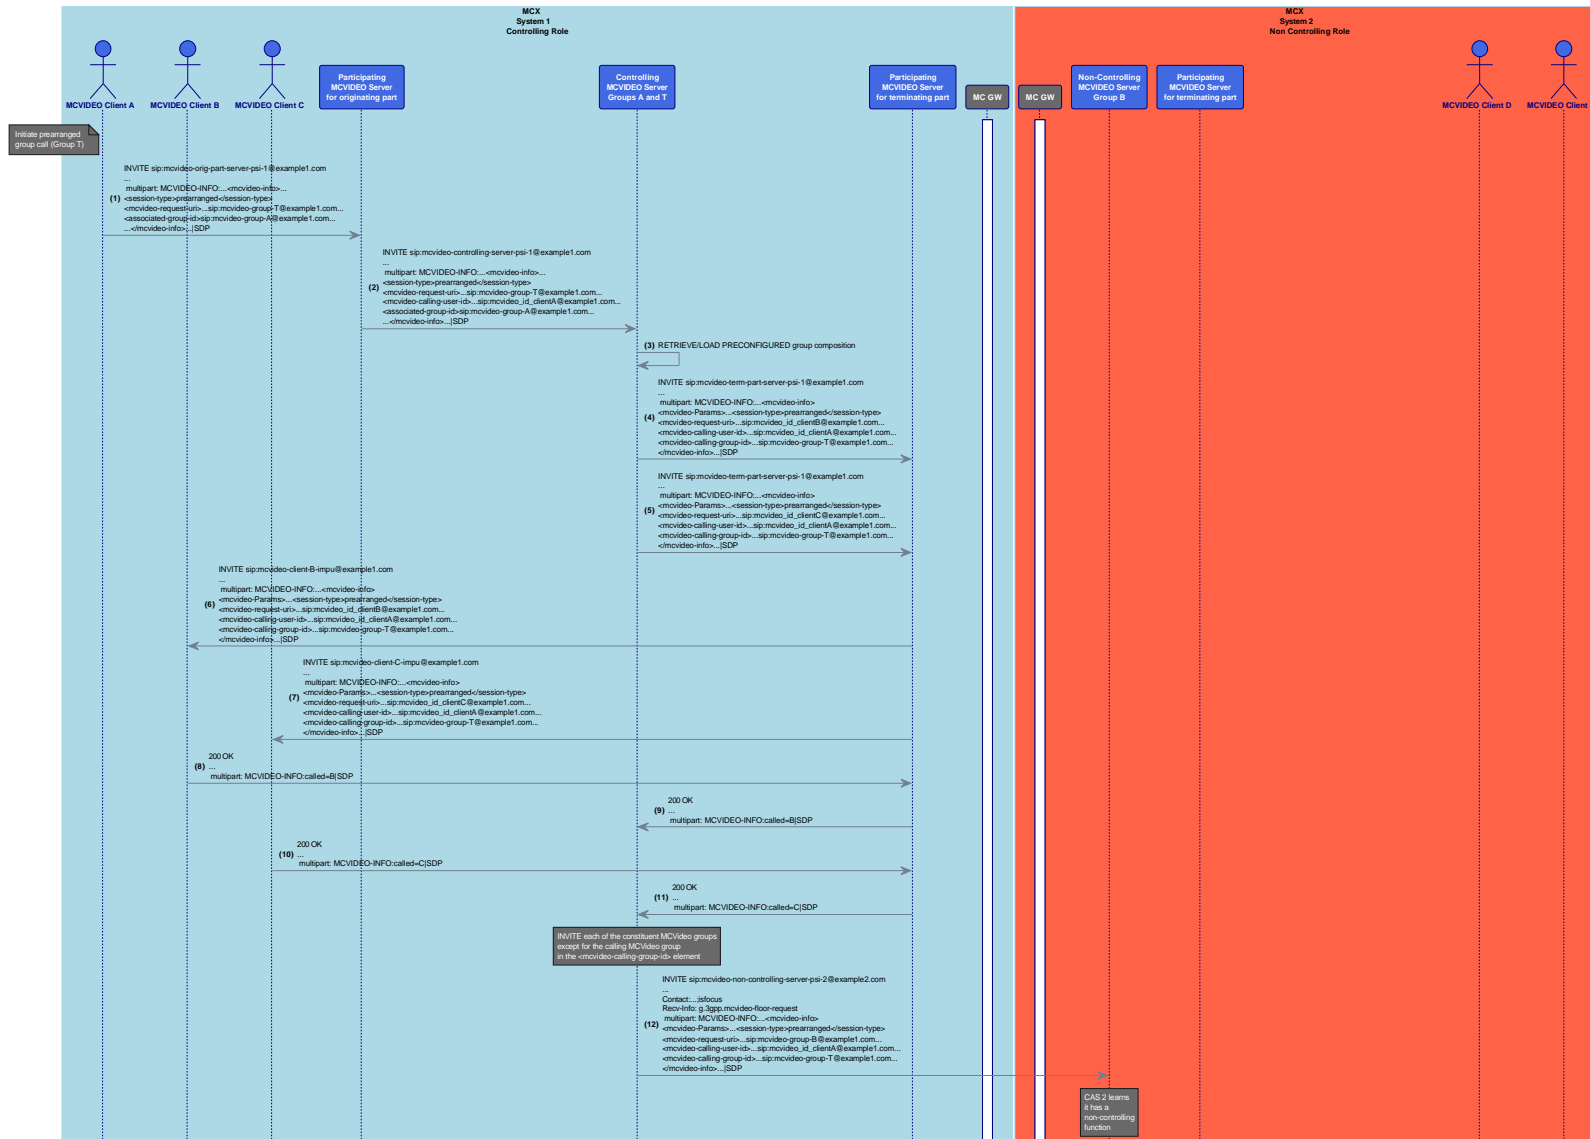 MCX
System 1
Controlling Role
MCX
System 2
Non Controlling Role
MCVIDEO Client A
MCVIDEO Client B
MCVIDEO Client C
Participating
MCVIDEO Server
for originating part
Controlling
MCVIDEO Server
Groups A and T
Participating
MCVIDEO Server
for terminating part
MC GW
MC GW
Non-Controlling
MCVIDEO Server
Group B
Participating
MCVIDEO Server
for terminating part
MCVIDEO Client D
MCVIDEO Client
Initiate prearranged
group call (Group T)
INVITE sip:mcvideo-orig-part-server-psi-1@example1.com
...
multipart: MCVIDEO-INFO:...<mcvideo-info>...
(1) <session-type>prearranged</session-type>
<mcvideo-request-uri>...sip:mcvideo-group-T@example1.com...
<associated-group-id>sip:mcvideo-group-A@example1.com...
...</mcvideo-info>...|SDP
INVITE sip:mcvideo-controlling-server-psi-1@example1.com
...
multipart: MCVIDEO-INFO:...<mcvideo-info>...
<session-type>prearranged</session-type>
(2) <mcvideo-request-uri>...sip:mcvideo-group-T@example1.com...
<mcvideo-calling-user-id>...sip:mcvideo_id_clientA@example1.com...
<associated-group-id>sip:mcvideo-group-A@example1.com...
...</mcvideo-info>...|SDP
(3) RETRIEVE/LOAD PRECONFIGURED group composition
INVITE sip:mcvideo-term-part-server-psi-1@example1.com
...
multipart: MCVIDEO-INFO:...<mcvideo-info>
<mcvideo-Params>...<session-type>prearranged</session-type>
(4) <mcvideo-request-uri>...sip:mcvideo_id_clientB@example1.com...
<mcvideo-calling-user-id>...sip:mcvideo_id_clientA@example1.com...
<mcvideo-calling-group-id>...sip:mcvideo-group-T@example1.com...
</mcvideo-info>...|SDP
INVITE sip:mcvideo-term-part-server-psi-1@example1.com
...
multipart: MCVIDEO-INFO:...<mcvideo-info>
<mcvideo-Params>...<session-type>prearranged</session-type>
(5) <mcvideo-request-uri>...sip:mcvideo_id_clientC@example1.com...
<mcvideo-calling-user-id>...sip:mcvideo_id_clientA@example1.com...
<mcvideo-calling-group-id>...sip:mcvideo-group-T@example1.com...
</mcvideo-info>...|SDP
INVITE sip:mcvideo-client-B-impu@example1.com
...
multipart: MCVIDEO-INFO:...<mcvideo-info>
<mcvideo-Params>...<session-type>prearranged</session-type>
(6) <mcvideo-request-uri>...sip:mcvideo_id_clientB@example1.com...
<mcvideo-calling-user-id>...sip:mcvideo_id_clientA@example1.com...
<mcvideo-calling-group-id>...sip:mcvideo-group-T@example1.com...
</mcvideo-info>...|SDP
INVITE sip:mcvideo-client-C-impu@example1.com
...
multipart: MCVIDEO-INFO:...<mcvideo-info>
<mcvideo-Params>...<session-type>prearranged</session-type>
(7) <mcvideo-request-uri>...sip:mcvideo_id_clientC@example1.com...
<mcvideo-calling-user-id>...sip:mcvideo_id_clientA@example1.com...
<mcvideo-calling-group-id>...sip:mcvideo-group-T@example1.com...
</mcvideo-info>...|SDP
200 OK
(8) ...
multipart: MCVIDEO-INFO:called=B|SDP
200 OK
(9) ...
multipart: MCVIDEO-INFO:called=B|SDP
200 OK
(10) ...
multipart: MCVIDEO-INFO:called=C|SDP
200 OK
(11) ...
multipart: MCVIDEO-INFO:called=C|SDP
INVITE each of the constituent MCVideo groups
except for the calling MCVideo group
in the <mcvideo-calling-group-id> element
INVITE sip:mcvideo-non-controlling-server-psi-2@example2.com
...
Contact:...;isfocus
Recv-Info: g.3gpp.mcvideo-floor-request
multipart: MCVIDEO-INFO:...<mcvideo-info>
(12) <mcvideo-Params>...<session-type>prearranged</session-type>
<mcvideo-request-uri>...sip:mcvideo-group-B@example1.com...
<mcvideo-calling-user-id>...sip:mcvideo_id_clientA@example1.com...
<mcvideo-calling-group-id>...sip:mcvideo-group-T@example1.com...
</mcvideo-info>...|SDP
CAS 2 learns
it has a
non-controlling
function